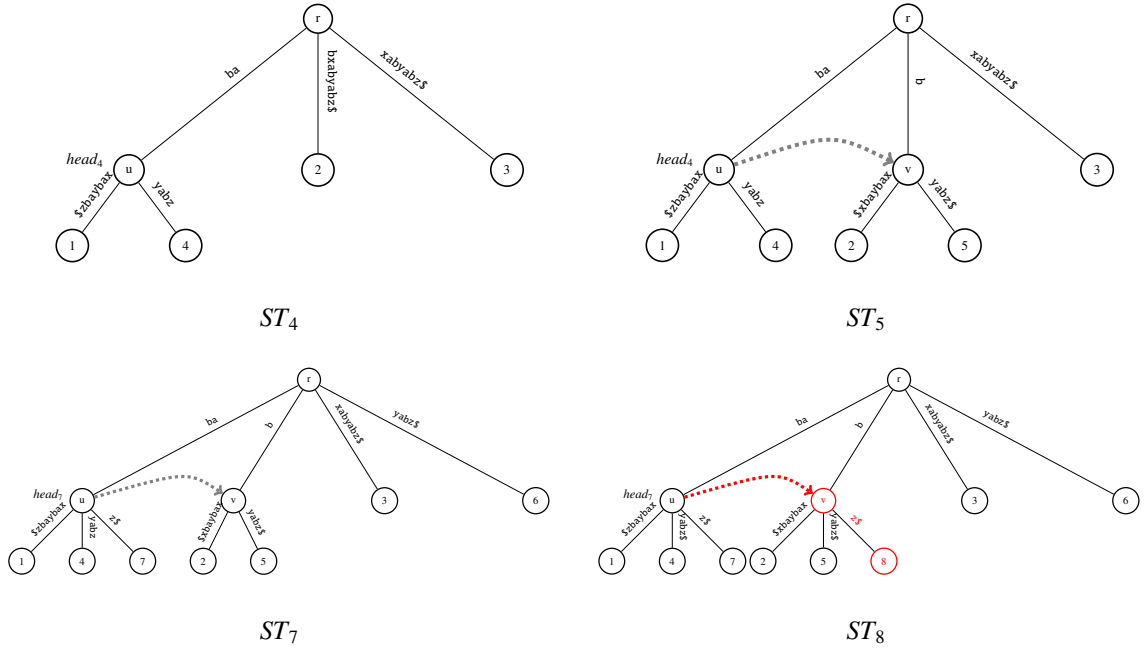 r
ba
bxabyabz$
xabyabz$
head4
u
2
3
$zbaybax
yabz
1
4
ST4
r
ba
b
xabyabz$
head4
u
v
3
$zbaybax
yabz
$xbaybax
yabz$
1
4
2
5
ST5
r
ba
b
xabyabz$
yabz$
head7
u
v
3
6
$zbaybax
yabz
z$
$xbaybax
yabz$
1
4
7
2
5
ST7
r
ba
b
xabyabz$
yabz$
head7
u
v
3
6
$zbaybax
yabz$
z$
$xbaybax
yabz$
z$
1
4
7
2
5
8
ST8